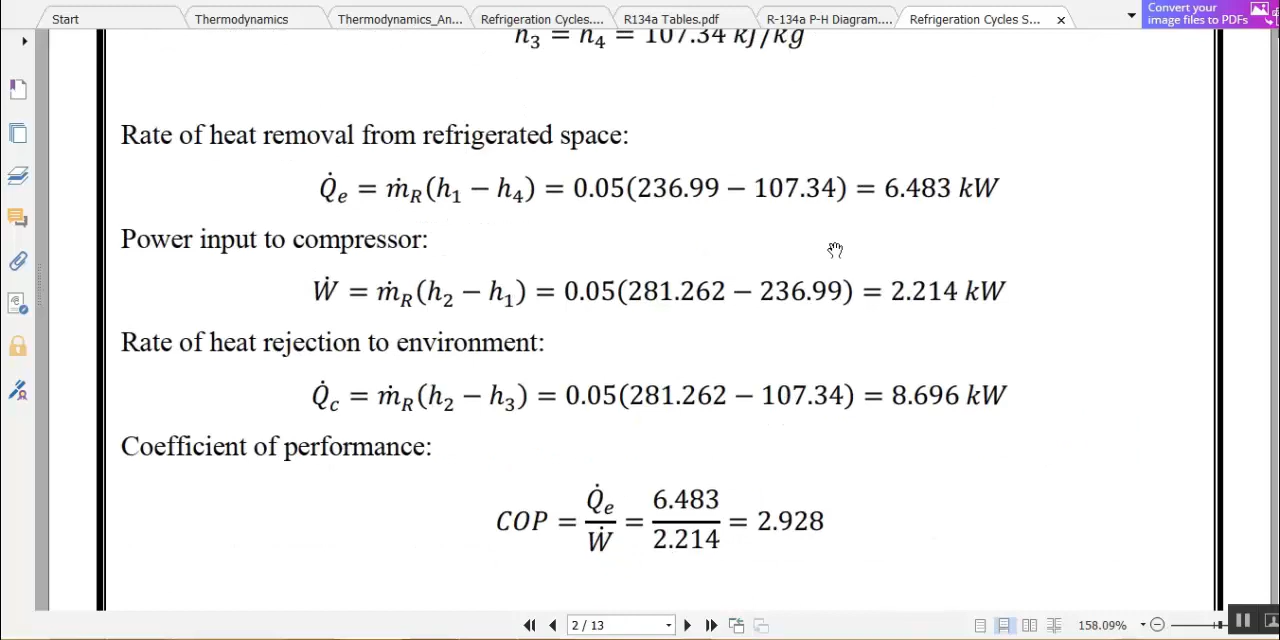 Start
Thermodynamics
Thermodynamics_An...
Refrigeration Cycles....
R134a Tables.pdf
R-134a P-H Diagram....
Refrigeration Cycles S...
Convert your
image files to PDFs
h₃ = h₄ = 107.34 kJ/kg
Rate of heat removal from refrigerated space:
Q̇ₑ = ṁ_R(h₁ − h₄) = 0.05(236.99 − 107.34) = 6.483 kW
Power input to compressor:
Ẇ = ṁ_R(h₂ − h₁) = 0.05(281.262 − 236.99) = 2.214 kW
Rate of heat rejection to environment:
Q̇_c = ṁ_R(h₂ − h₃) = 0.05(281.262 − 107.34) = 8.696 kW
Coefficient of performance:
COP = Q̇ₑ/Ẇ = 6.483/2.214 = 2.928
2 / 13
158.09%